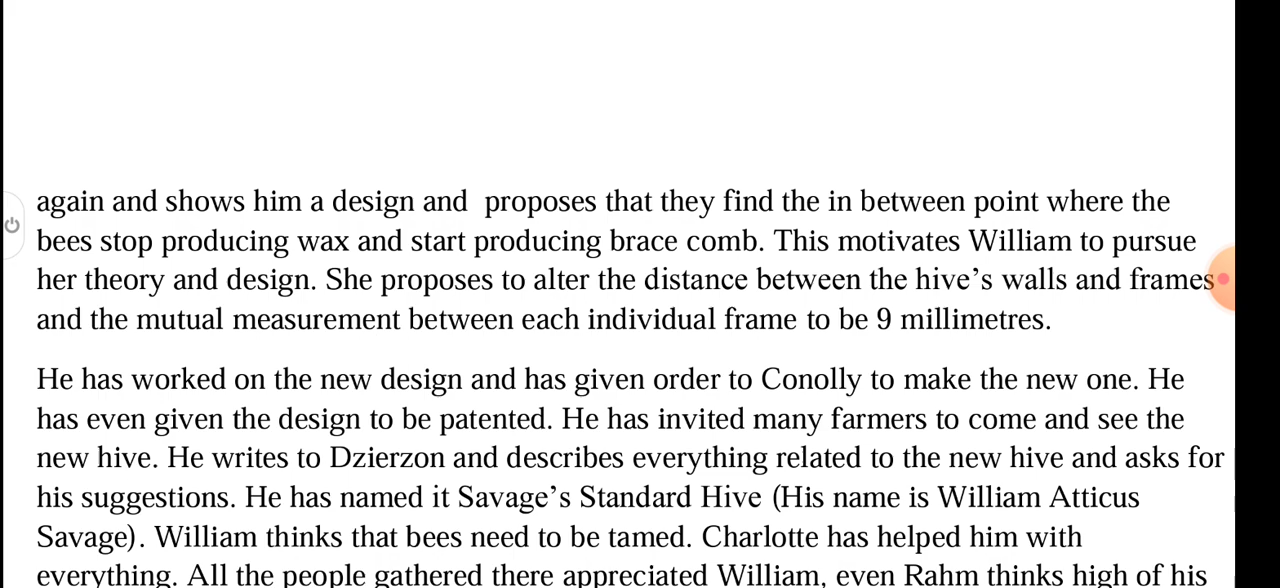 again and shows him a design and  proposes that they find the in between point where the
bees stop producing wax and start producing brace comb. This motivates William to pursue
her theory and design. She proposes to alter the distance between the hive’s walls and frames
and the mutual measurement between each individual frame to be 9 millimetres.
He has worked on the new design and has given order to Conolly to make the new one. He
has even given the design to be patented. He has invited many farmers to come and see the
new hive. He writes to Dzierzon and describes everything related to the new hive and asks for
his suggestions. He has named it Savage’s Standard Hive (His name is William Atticus
Savage). William thinks that bees need to be tamed. Charlotte has helped him with
everything. All the people gathered there appreciated William, even Rahm thinks high of his